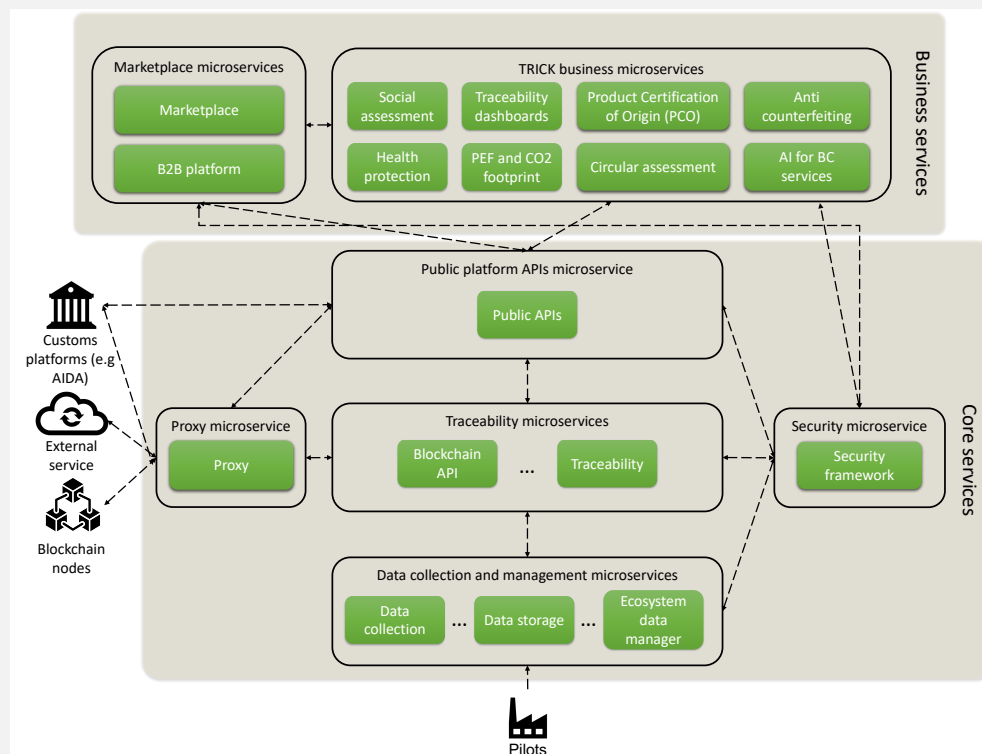 Marketplace microservices
Marketplace
B2B platform
TRICK business microservices
Social
assessment
Traceability
dashboards
Product Certification
of Origin (PCO)
Anti
counterfeiting
Health
protection
PEF and CO2
footprint
Circular assessment
AI for BC
services
Business services
Public platform APIs microservice
Public APIs
Customs
platforms (e.g
AIDA)
External
service
Blockchain
nodes
Proxy microservice
Proxy
Traceability microservices
Blockchain
API
...
Traceability
Security microservice
Security
framework
Core services
Data collection and management microservices
Data
collection
...
Data storage
...
Ecosystem
data
manager
Pilots